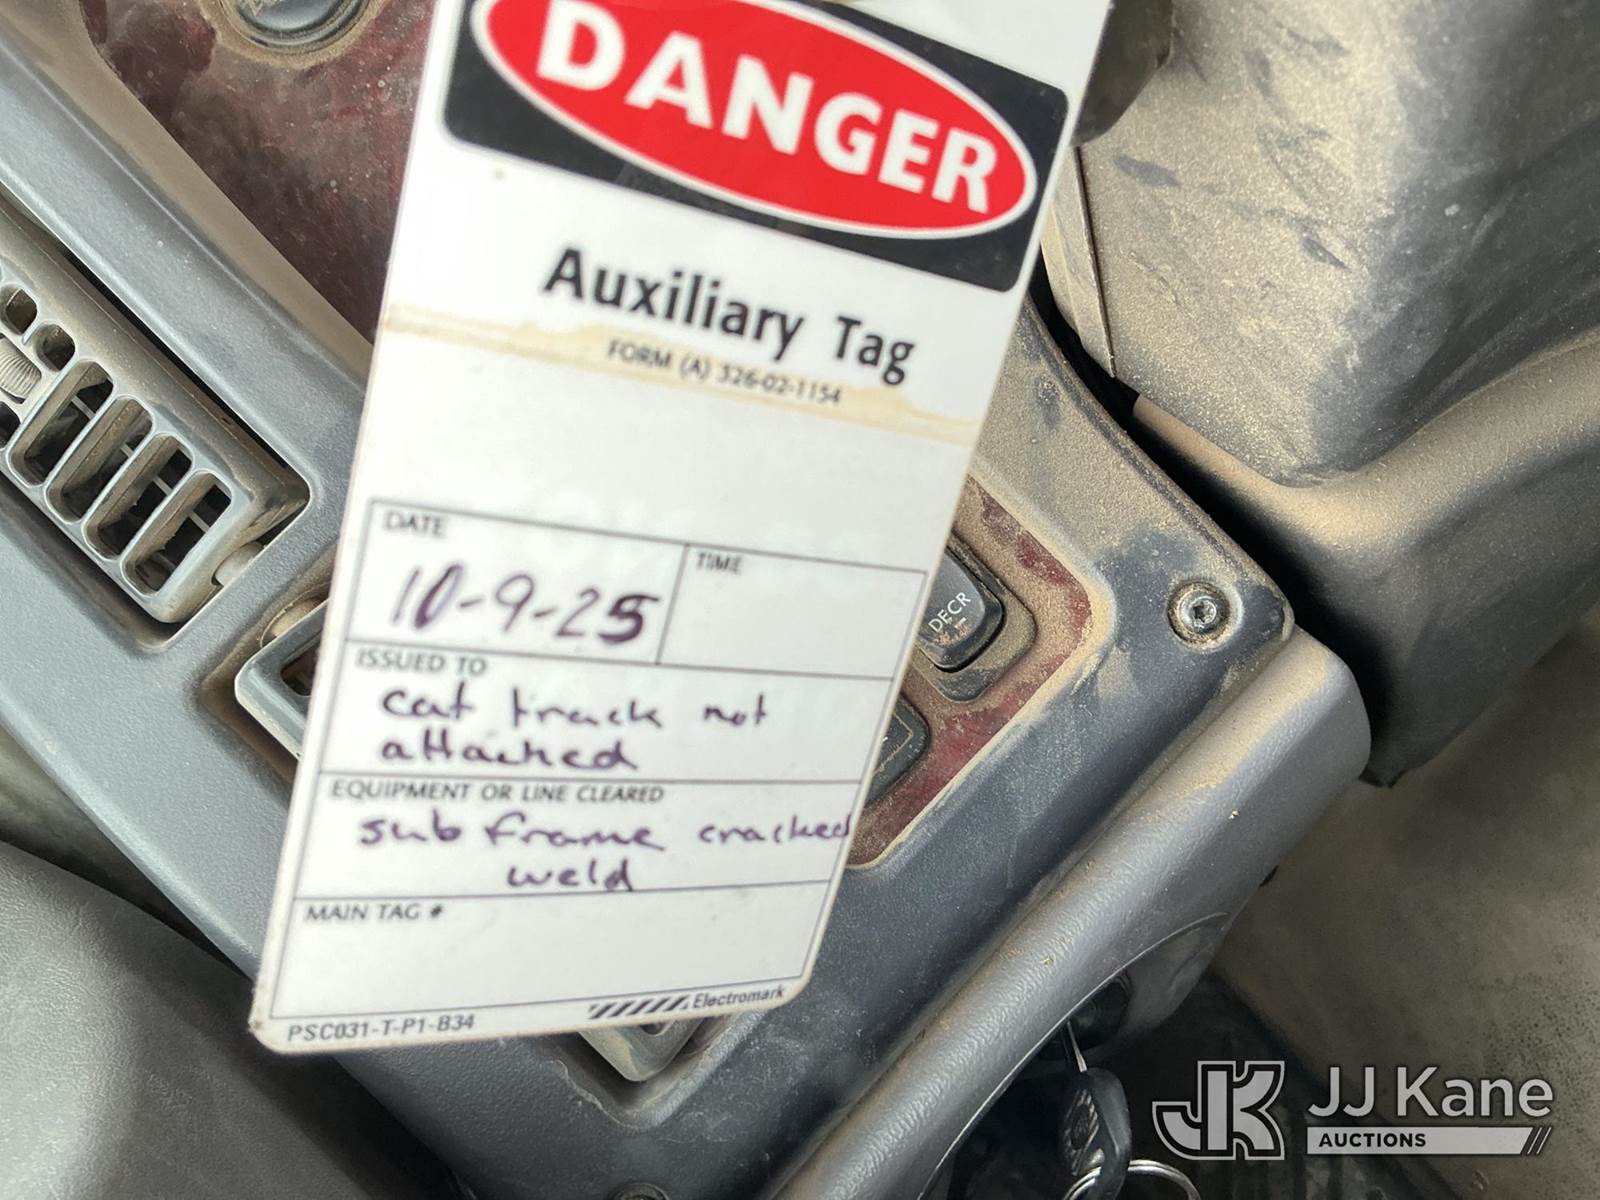 DANGER
Auxiliary Tag
FORM (A) 326-02-1154
DATE
10-9-25
TIME
ISSUED TO
cat track not
attached
EQUIPMENT OR LINE CLEARED
sub frame cracked
weld
MAIN TAG #
Electromark
PSC031-T-P1-B34
DECR
JK
JJ Kane
AUCTIONS